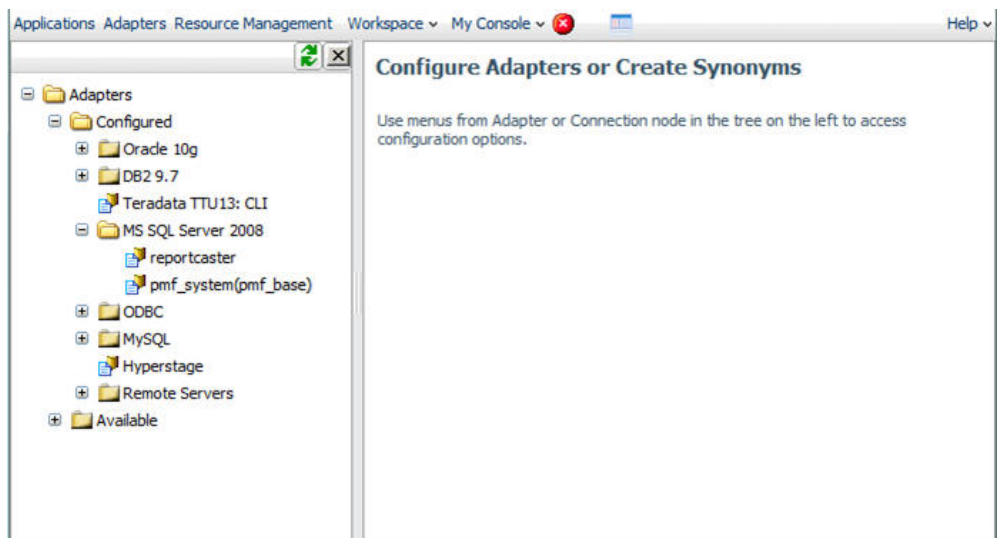 Applications Adapters Resource Management Workspace My Console Help
Adapters
Configured
Oracle 10g
DB2 9.7
Teradata TTU13: CLI
MS SQL Server 2008
reportcaster
pmf_system(pmf_base)
ODBC
MySQL
Hyperstage
Remote Servers
Available
Configure Adapters or Create Synonyms
Use menus from Adapter or Connection node in the tree on the left to access
configuration options.